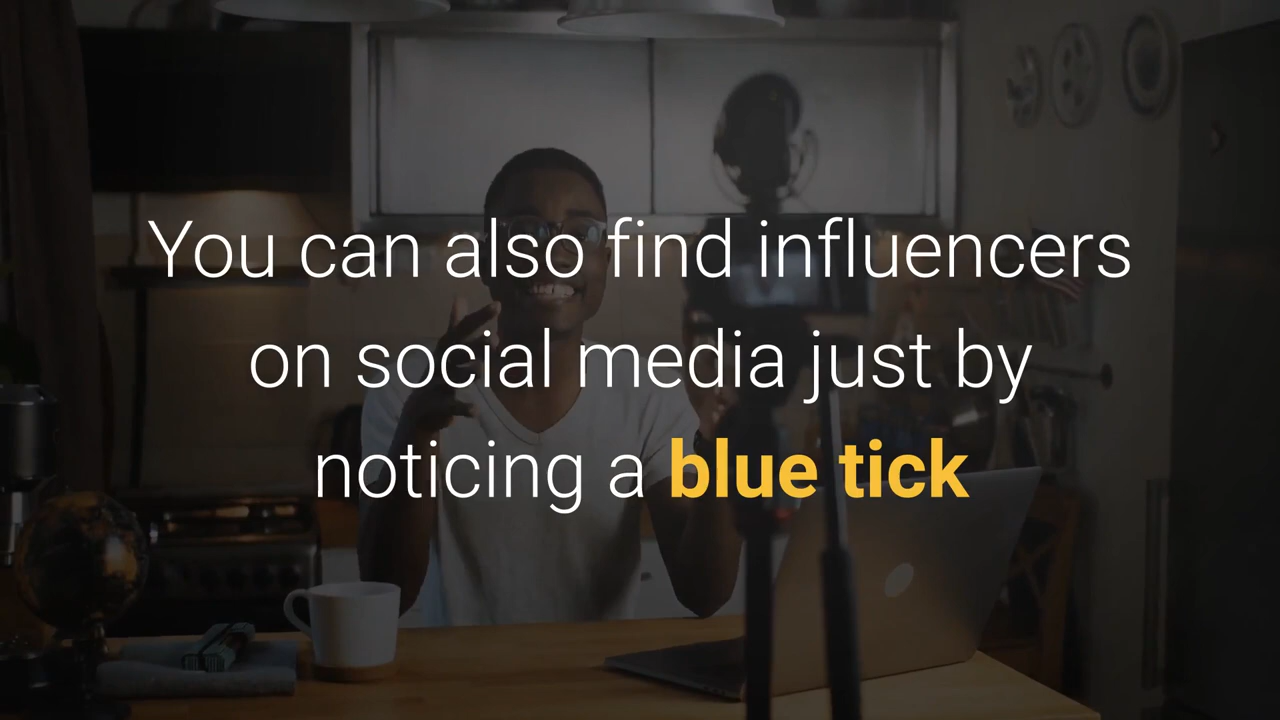 You can also find influencers
on social media just by
noticing a blue tick